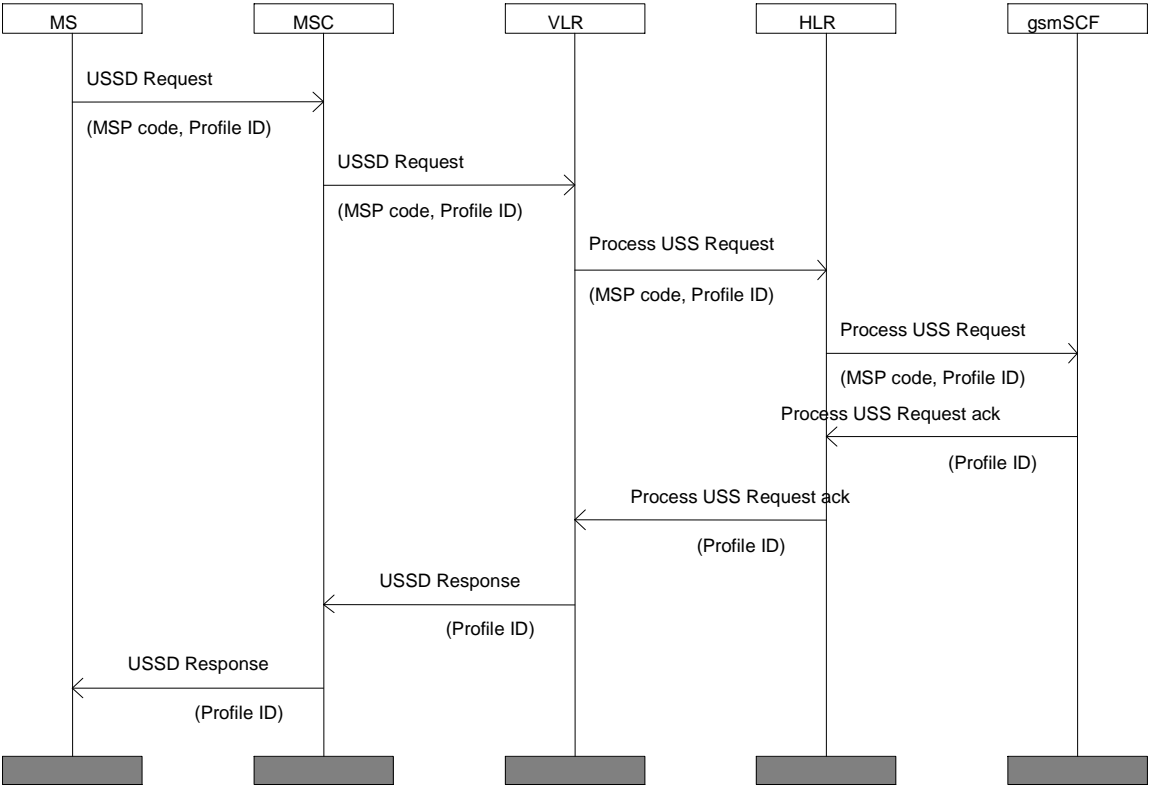 MS
MSC
VLR
HLR
gsmSCF
USSD Request
(MSP code, Profile ID)
USSD Request
(MSP code, Profile ID)
Process USS Request
(MSP code, Profile ID)
Process USS Request
(MSP code, Profile ID)
Process USS Request ack
(Profile ID)
Process USS Request ack
(Profile ID)
USSD Response
(Profile ID)
USSD Response
(Profile ID)